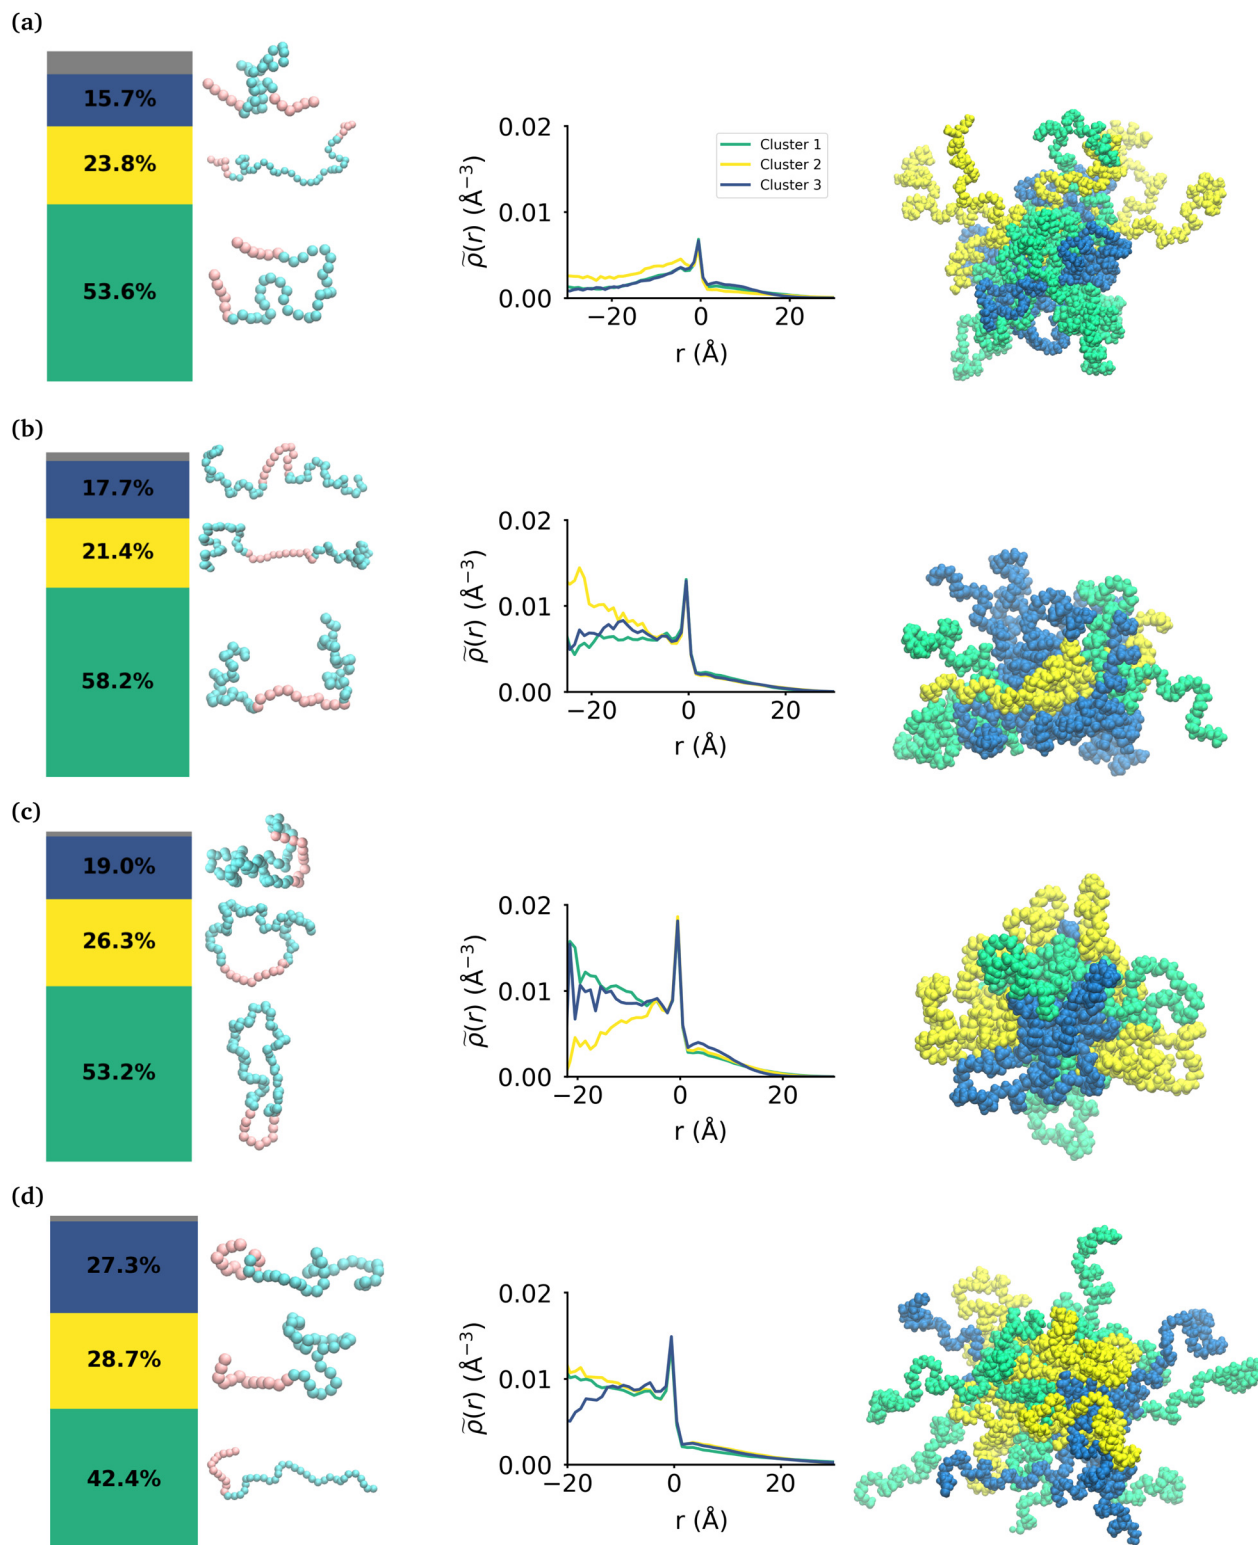 (a)
15.7%
23.8%
53.6%
0.02
0.01
0.00
ρ̃(r) (Å⁻³)
Cluster 1
Cluster 2
Cluster 3
−20 0 20
r (Å)
(b)
17.7%
21.4%
58.2%
0.02
0.01
0.00
ρ̃(r) (Å⁻³)
−20 0 20
r (Å)
(c)
19.0%
26.3%
53.2%
0.02
0.01
0.00
ρ̃(r) (Å⁻³)
−20 0 20
r (Å)
(d)
27.3%
28.7%
42.4%
0.02
0.01
0.00
ρ̃(r) (Å⁻³)
−20 0 20
r (Å)